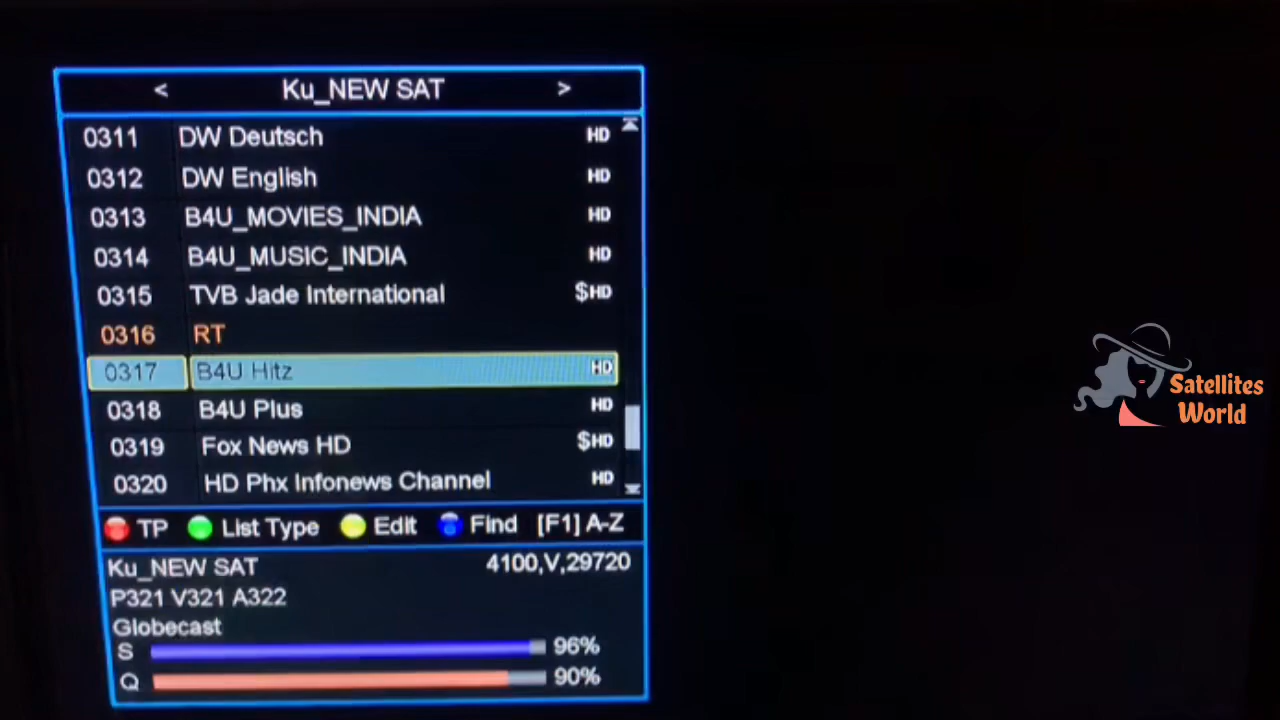 < Ku_NEW SAT >
0311 DW Deutsch HD
0312 DW English HD
0313 B4U_MOVIES_INDIA HD
0314 B4U_MUSIC_INDIA HD
0315 TVB Jade International $HD
0316 RT
0317 B4U Hitz HD
0318 B4U Plus HD
0319 Fox News HD $HD
0320 HD Phx Infonews Channel HD
TP List Type Edit Find [F1] A-Z
Ku_NEW SAT 4100,V,29720
P321 V321 A322
Globecast
S 96%
Q 90%
Satellites
World